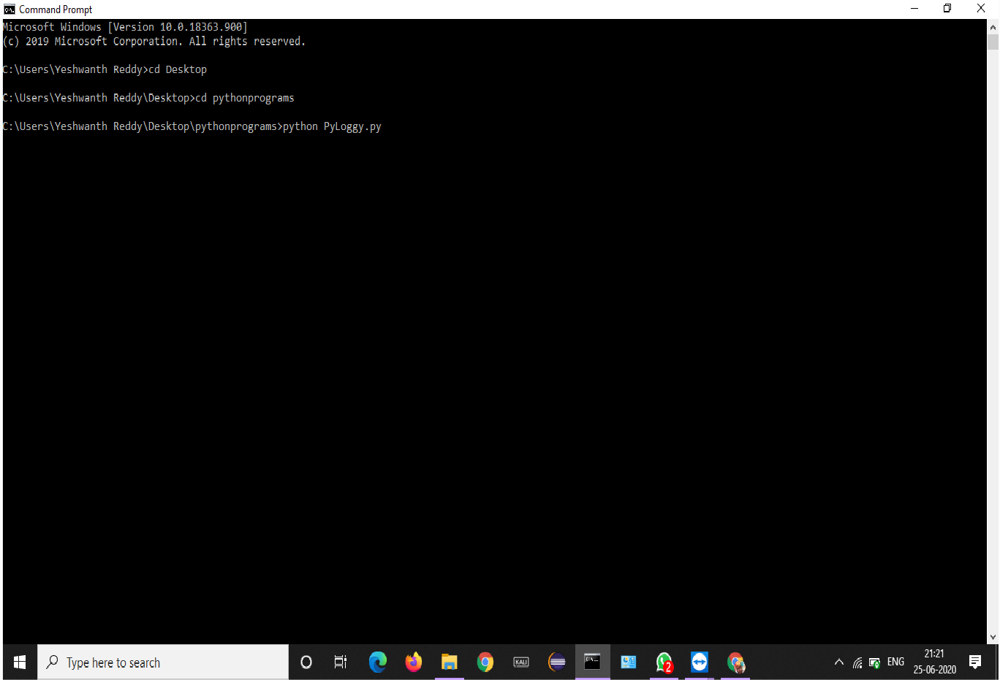 Command Prompt
Microsoft Windows [Version 10.0.18363.900]
(c) 2019 Microsoft Corporation. All rights reserved.
C:\Users\Yeshwanth Reddy>cd Desktop
C:\Users\Yeshwanth Reddy\Desktop>cd pythonprograms
C:\Users\Yeshwanth Reddy\Desktop\pythonprograms>python PyLoggy.py
Type here to search
KALI
2
ENG
21:21
25-06-2020